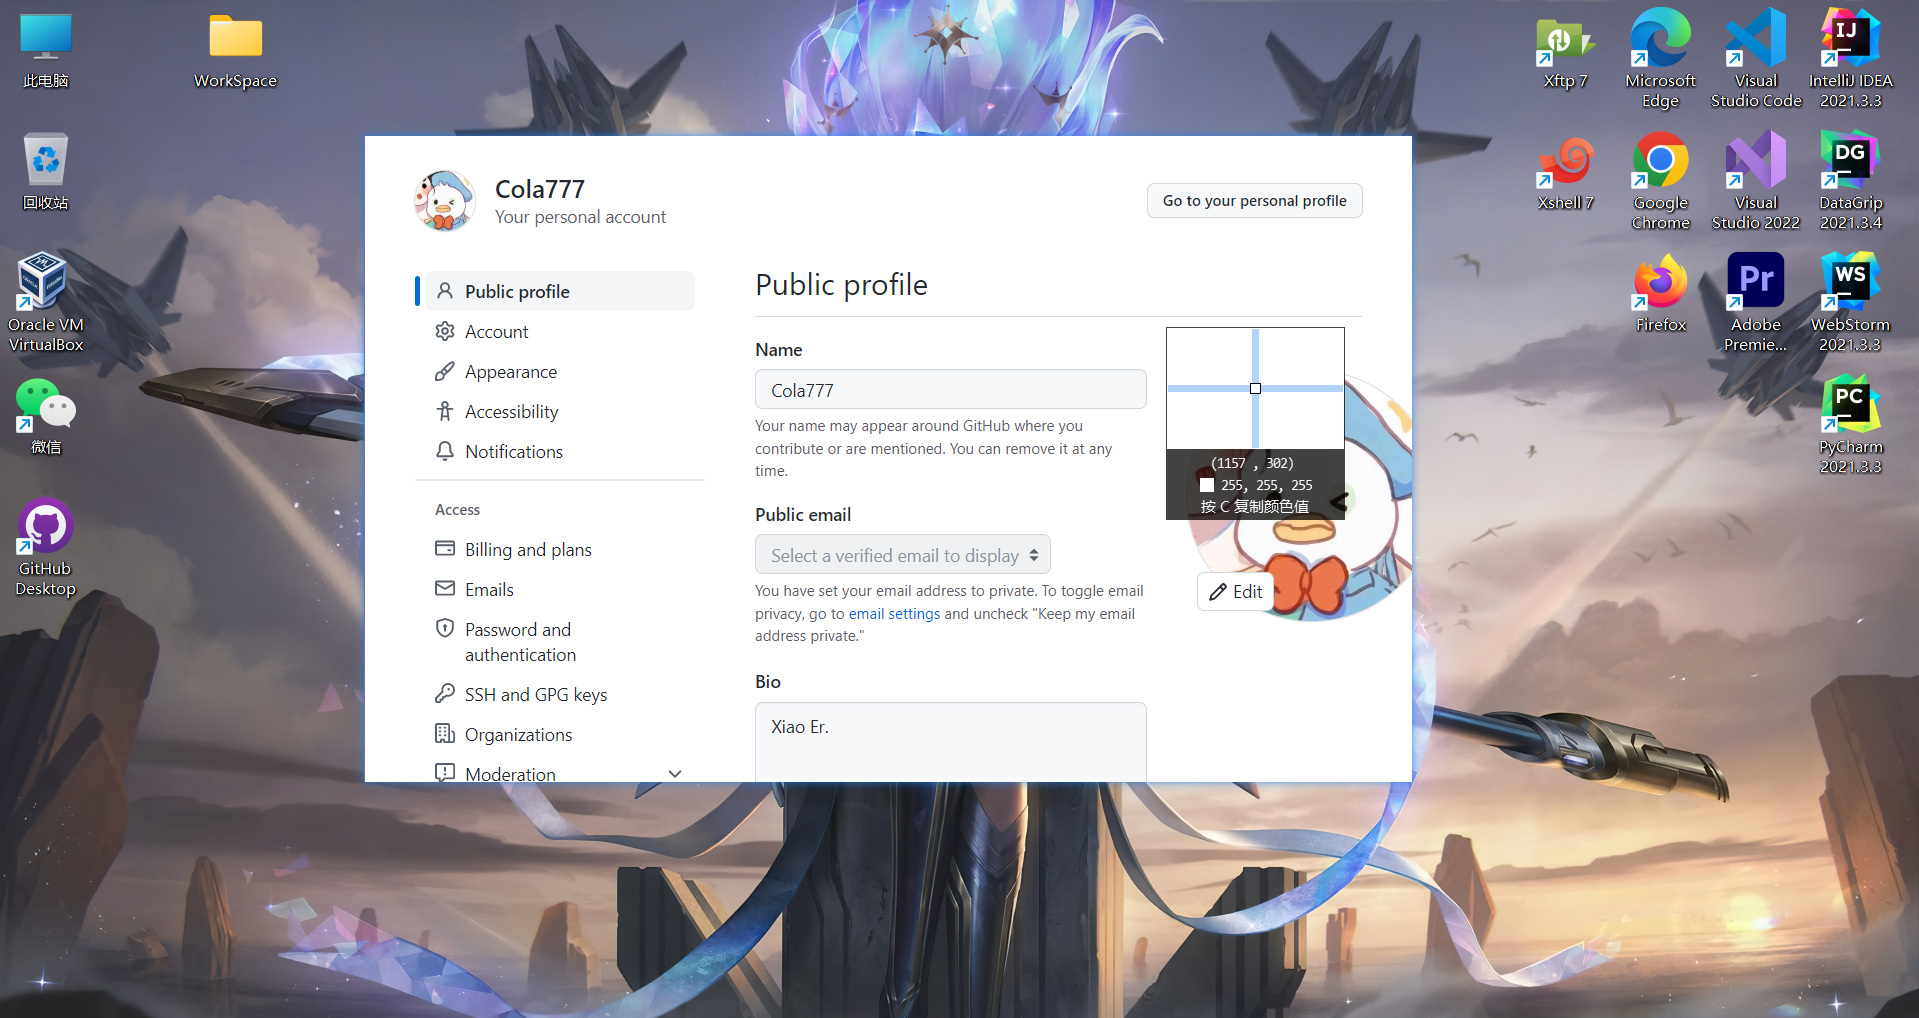 此电脑
WorkSpace
回收站
Oracle VM
VirtualBox
微信
GitHub
Desktop
Cola777
Your personal account
Go to your personal profile
Public profile
Account
Appearance
Accessibility
Notifications
Access
Billing and plans
Emails
Password and
authentication
SSH and GPG keys
Organizations
Moderation
Public profile
Name
Cola777
Your name may appear around GitHub where you
contribute or are mentioned. You can remove it at any
time.
Public email
Select a verified email to display
You have set your email address to private. To toggle email
privacy, go to email settings and uncheck "Keep my email
address private."
Bio
Xiao Er.
(1157 , 302)
255, 255, 255
按 C 复制颜色值
Edit
Xftp 7
Microsoft
Edge
Visual
Studio Code
IJ
IntelliJ IDEA
2021.3.3
Xshell 7
Google
Chrome
Visual
Studio 2022
DG
DataGrip
2021.3.4
Firefox
Pr
Adobe
Premie...
WS
WebStorm
2021.3.3
PC
PyCharm
2021.3.3